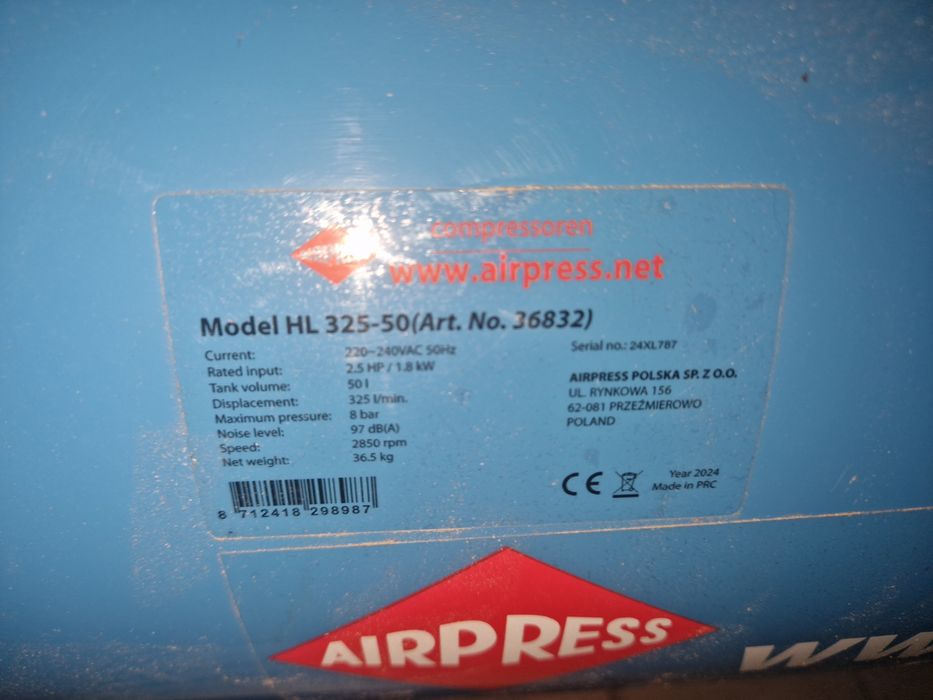 compressoren
www.airpress.net
Model HL 325-50(Art. No. 36832)
Current: 220~240VAC 50Hz
Rated input: 2.5 HP / 1.8 kW
Tank volume: 50 l
Displacement: 325 l/min.
Maximum pressure: 8 bar
Noise level: 97 dB(A)
Speed: 2850 rpm
Net weight: 36.5 kg
Serial no.: 24XL787
AIRPRESS POLSKA SP. Z O.O.
UL. RYNKOWA 156
62-081 PRZEŹMIEROWO
POLAND
CE
Year 2024
Made in PRC
8 712418 298987
AIRPRESS
ww